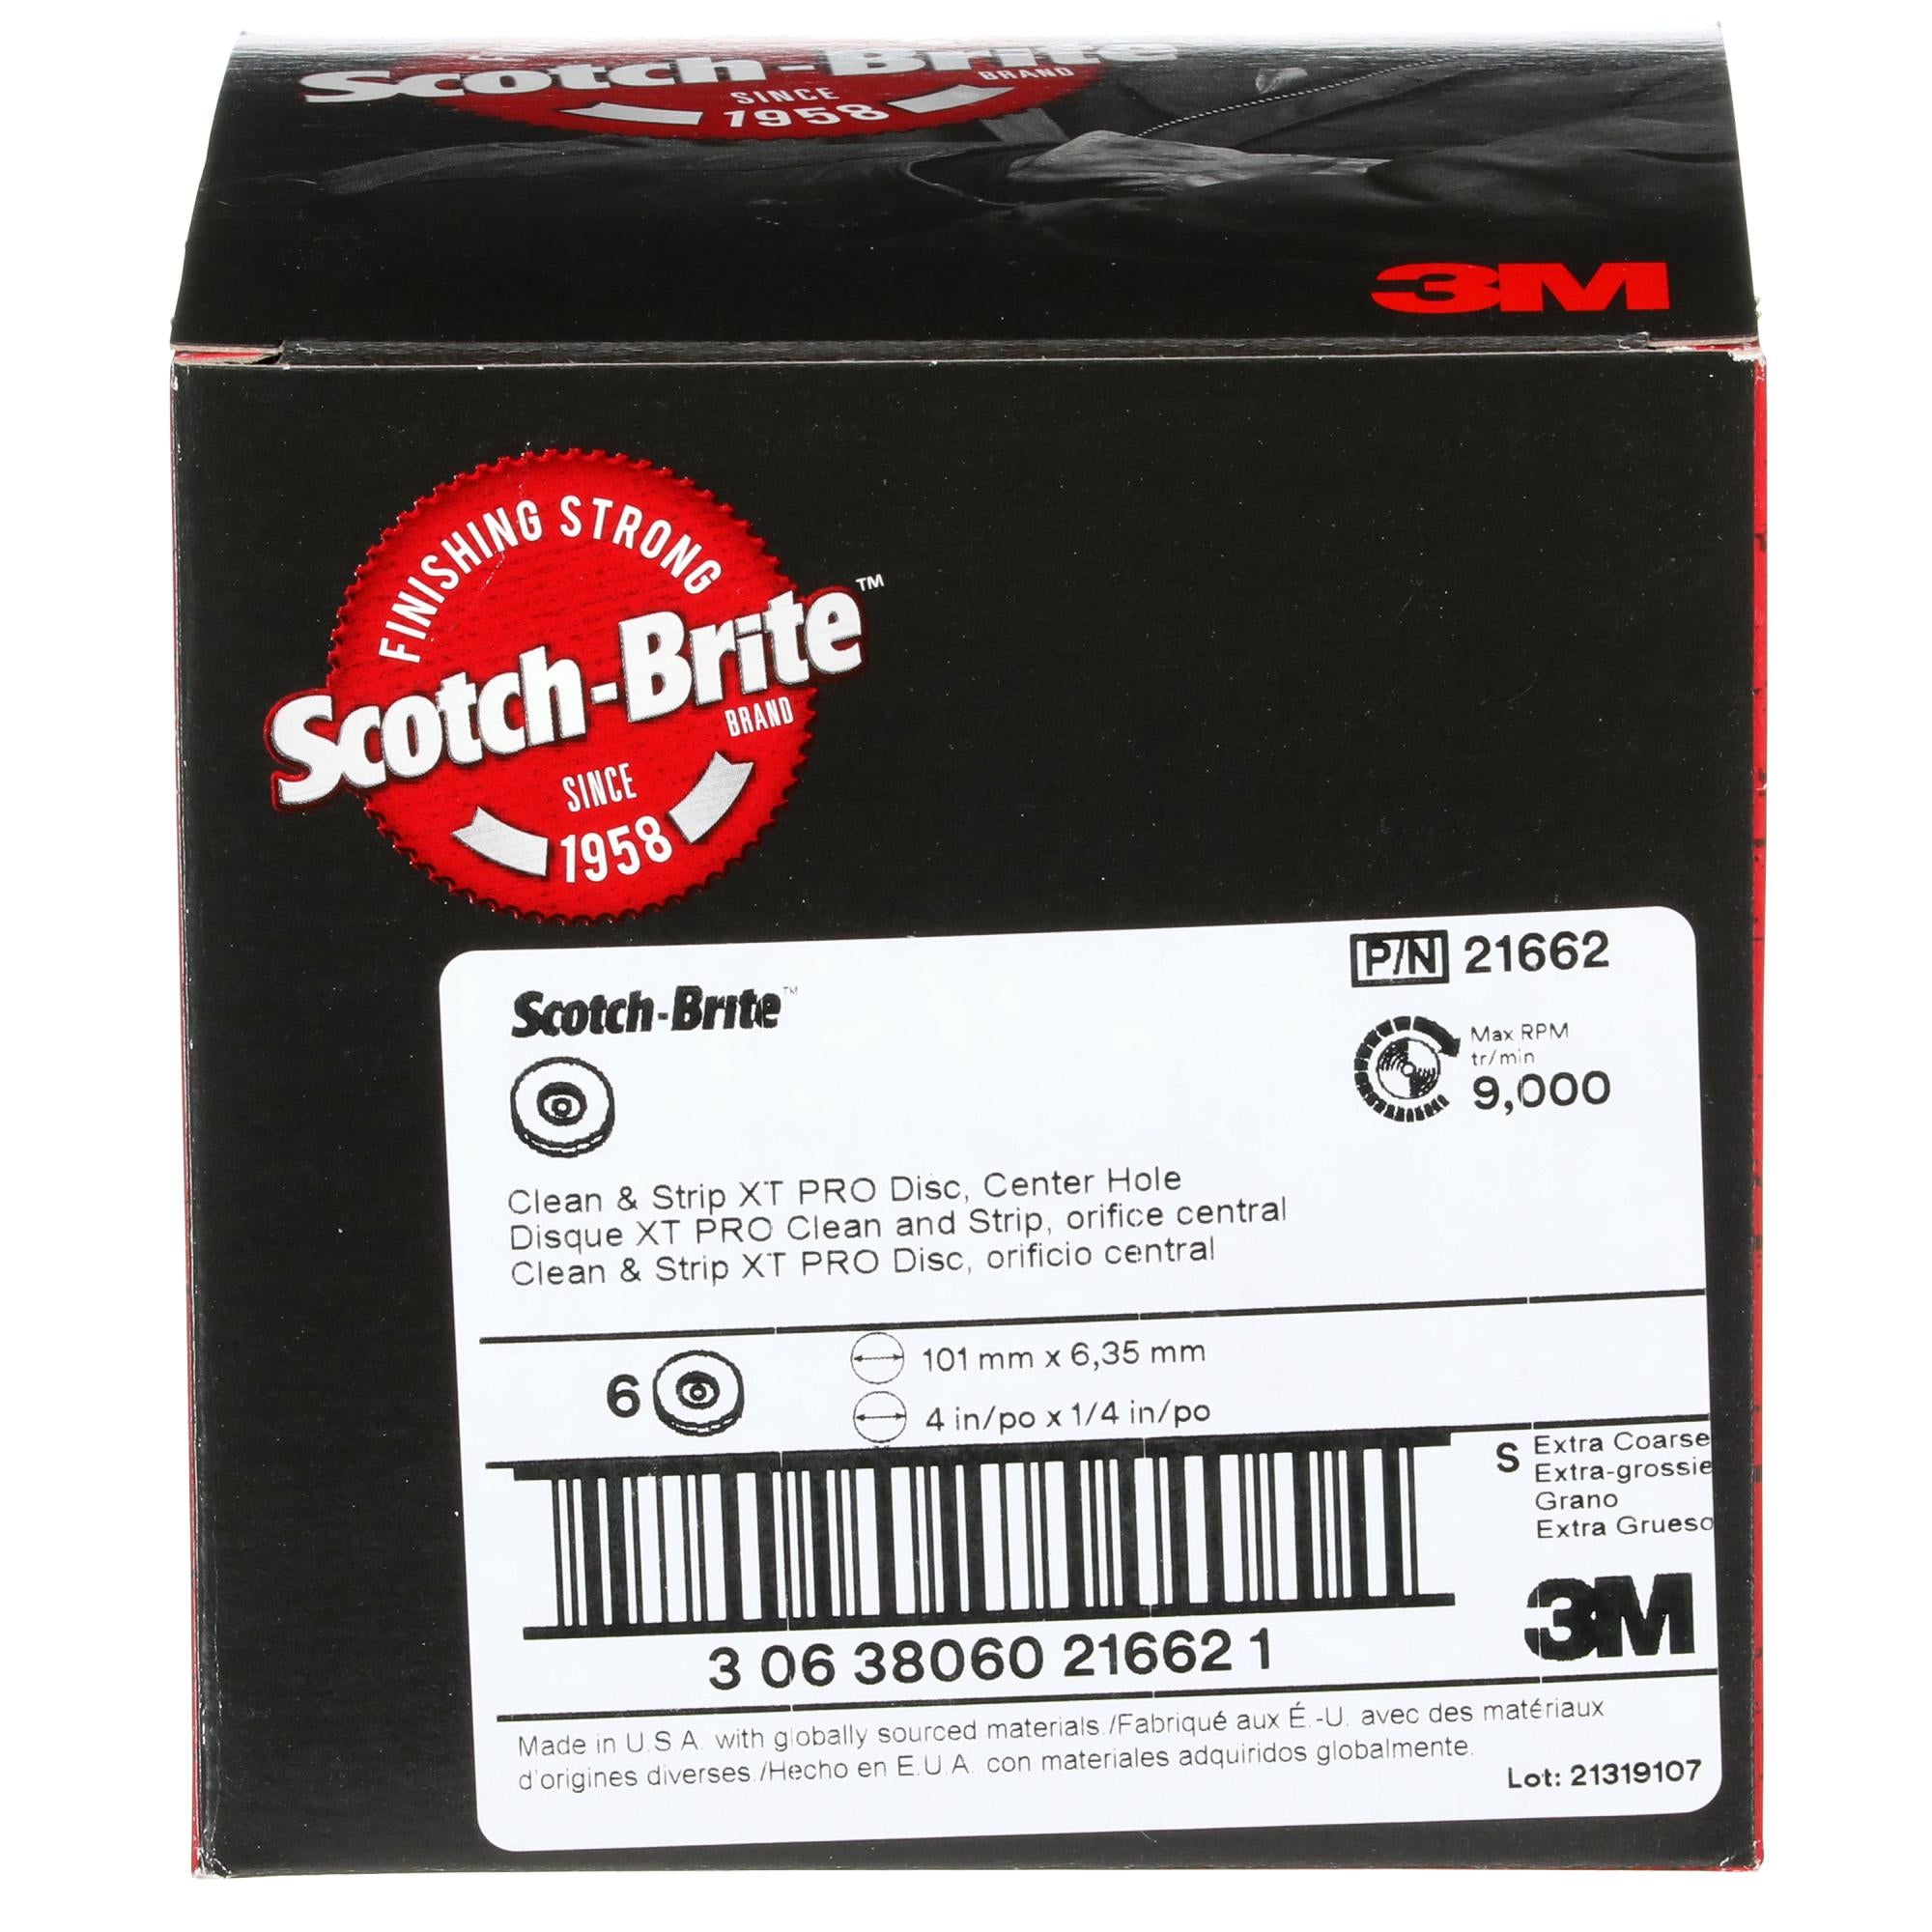 Scotch-Brite
BRAND
SINCE
1958
3M
FINISHING STRONG
Scotch-Brite™
BRAND
SINCE
1958
P/N 21662
Scotch-Brite™
Max RPM
tr/min
9,000
Clean & Strip XT PRO Disc, Center Hole
Disque XT PRO Clean and Strip, orifice central
Clean & Strip XT PRO Disc, orificio central
6
101 mm x 6,35 mm
4 in/po x 1/4 in/po
S Extra Coarse
Extra-grossie
Grano
Extra Grueso
3M
3 06 38060 21662 1
Made in U.S.A. with globally sourced materials./Fabriqué aux É.-U. avec des matériaux
d'origines diverses./Hecho en E.U.A. con materiales adquiridos globalmente.
Lot: 21319107